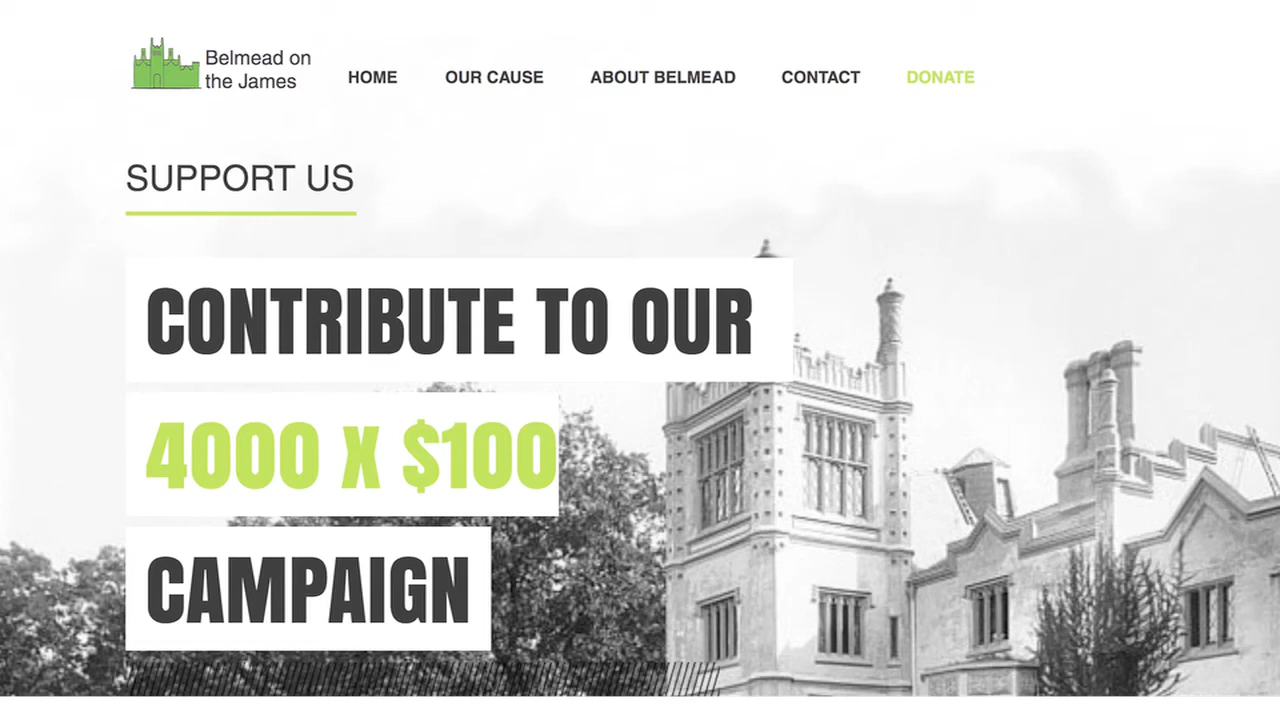 Belmead on
the James
HOME OUR CAUSE ABOUT BELMEAD CONTACT DONATE
SUPPORT US
CONTRIBUTE TO OUR
4000 X $100
CAMPAIGN